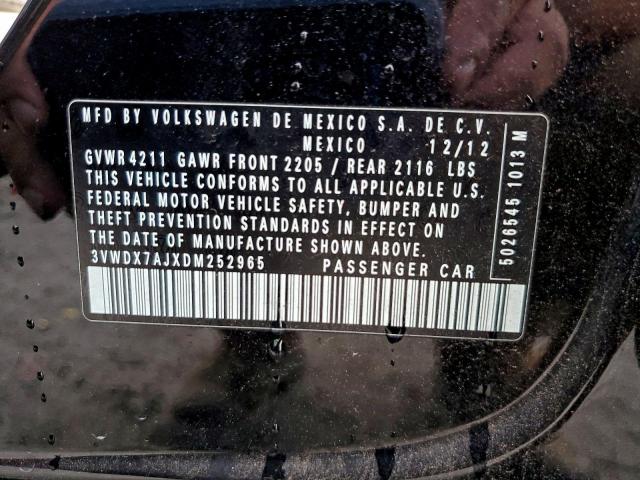 MFD BY VOLKSWAGEN DE MEXICO S.A. DE C.V.
MEXICO 12/12
GVWR 4211 GAWR FRONT 2205 / REAR 2116 LBS
THIS VEHICLE CONFORMS TO ALL APPLICABLE U.S.
FEDERAL MOTOR VEHICLE SAFETY, BUMPER AND
THEFT PREVENTION STANDARDS IN EFFECT ON
THE DATE OF MANUFACTURE SHOWN ABOVE.
3VWDX7AJXDM252965 PASSENGER CAR
5026545 1013 M